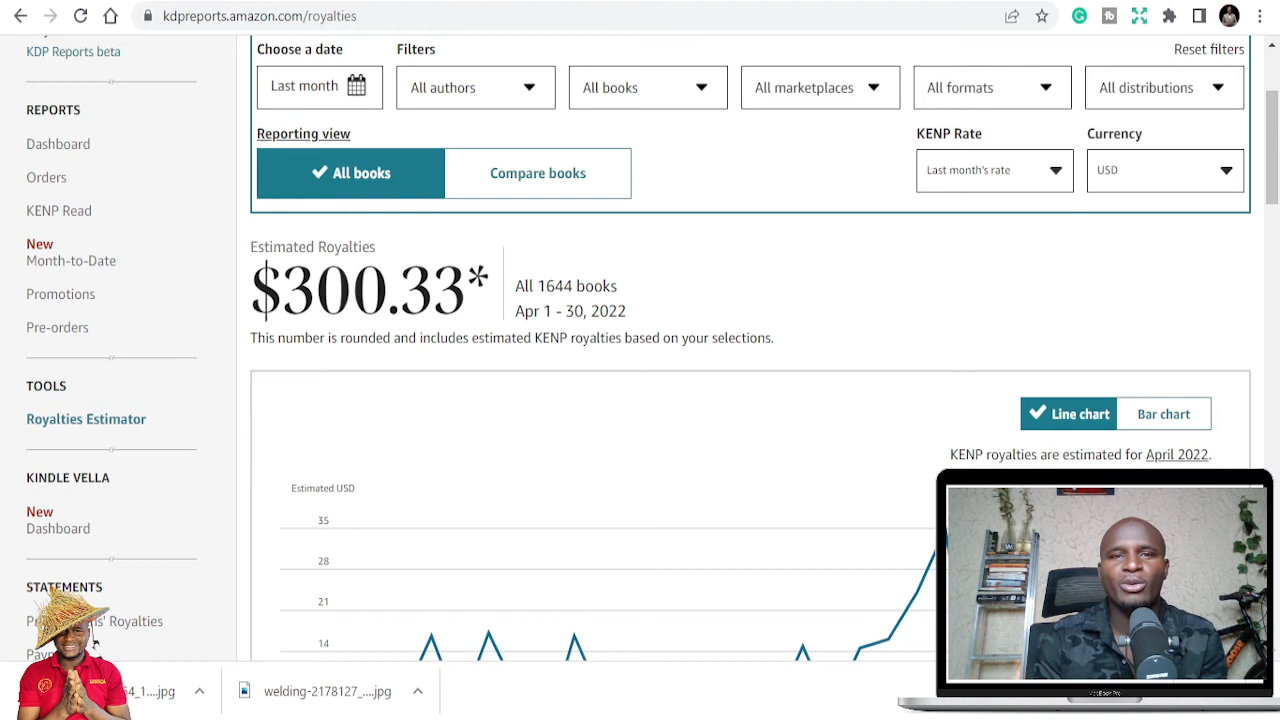 kdpreports.amazon.com/royalties
KDP Reports beta
REPORTS
Dashboard
Orders
KENP Read
New
Month-to-Date
Promotions
Pre-orders
TOOLS
Royalties Estimator
KINDLE VELLA
New
Dashboard
STATEMENTS
Royalties
Choose a date
Filters
Reset filters
Last month
All authors
All books
All marketplaces
All formats
All distributions
Reporting view
KENP Rate
Currency
All books
Compare books
Last month's rate
USD
Estimated Royalties
$300.33*
All 1644 books
Apr 1 - 30, 2022
This number is rounded and includes estimated KENP royalties based on your selections.
Line chart
Bar chart
KENP royalties are estimated for April 2022.
Estimated USD
35
28
21
14
MacBook Pro
welding-2178127_....jpg